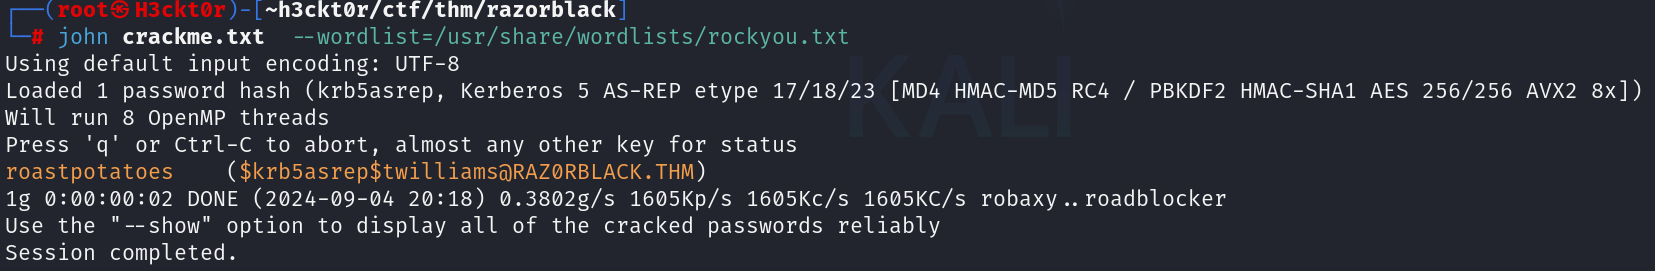 ┌──(root㉿H3ckt0r)-[~h3ckt0r/ctf/thm/razorblack]
└─# john crackme.txt  --wordlist=/usr/share/wordlists/rockyou.txt
Using default input encoding: UTF-8
Loaded 1 password hash (krb5asrep, Kerberos 5 AS-REP etype 17/18/23 [MD4 HMAC-MD5 RC4 / PBKDF2 HMAC-SHA1 AES 256/256 AVX2 8x])
Will run 8 OpenMP threads
Press 'q' or Ctrl-C to abort, almost any other key for status
roastpotatoes    ($krb5asrep$twilliams@RAZ0RBLACK.THM)
1g 0:00:00:02 DONE (2024-09-04 20:18) 0.3802g/s 1605Kp/s 1605Kc/s 1605KC/s robaxy..roadblocker
Use the "--show" option to display all of the cracked passwords reliably
Session completed.
KALI